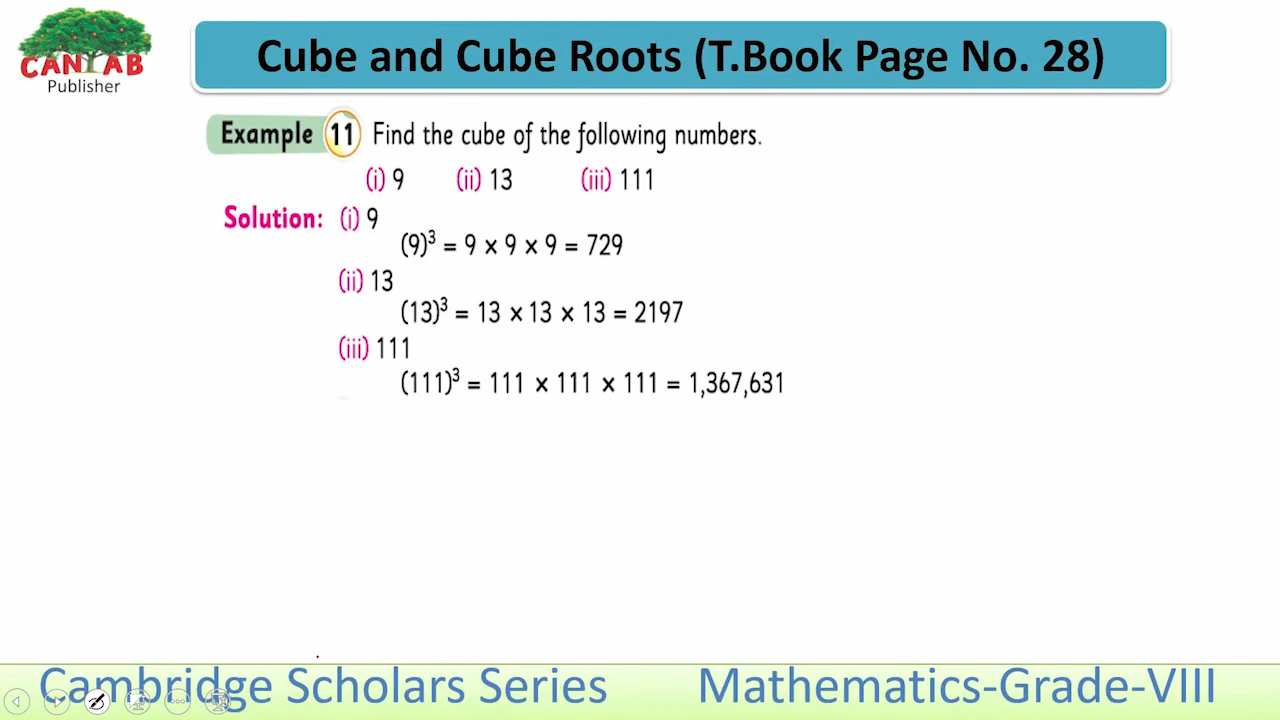 CANTAB
Publisher
Cube and Cube Roots (T.Book Page No. 28)
Example 11 Find the cube of the following numbers.
(i) 9 (ii) 13 (iii) 111
Solution: (i) 9
(9)³ = 9 × 9 × 9 = 729
(ii) 13
(13)³ = 13 × 13 × 13 = 2197
(iii) 111
(111)³ = 111 × 111 × 111 = 1,367,631
Cambridge Scholars Series Mathematics-Grade-VIII